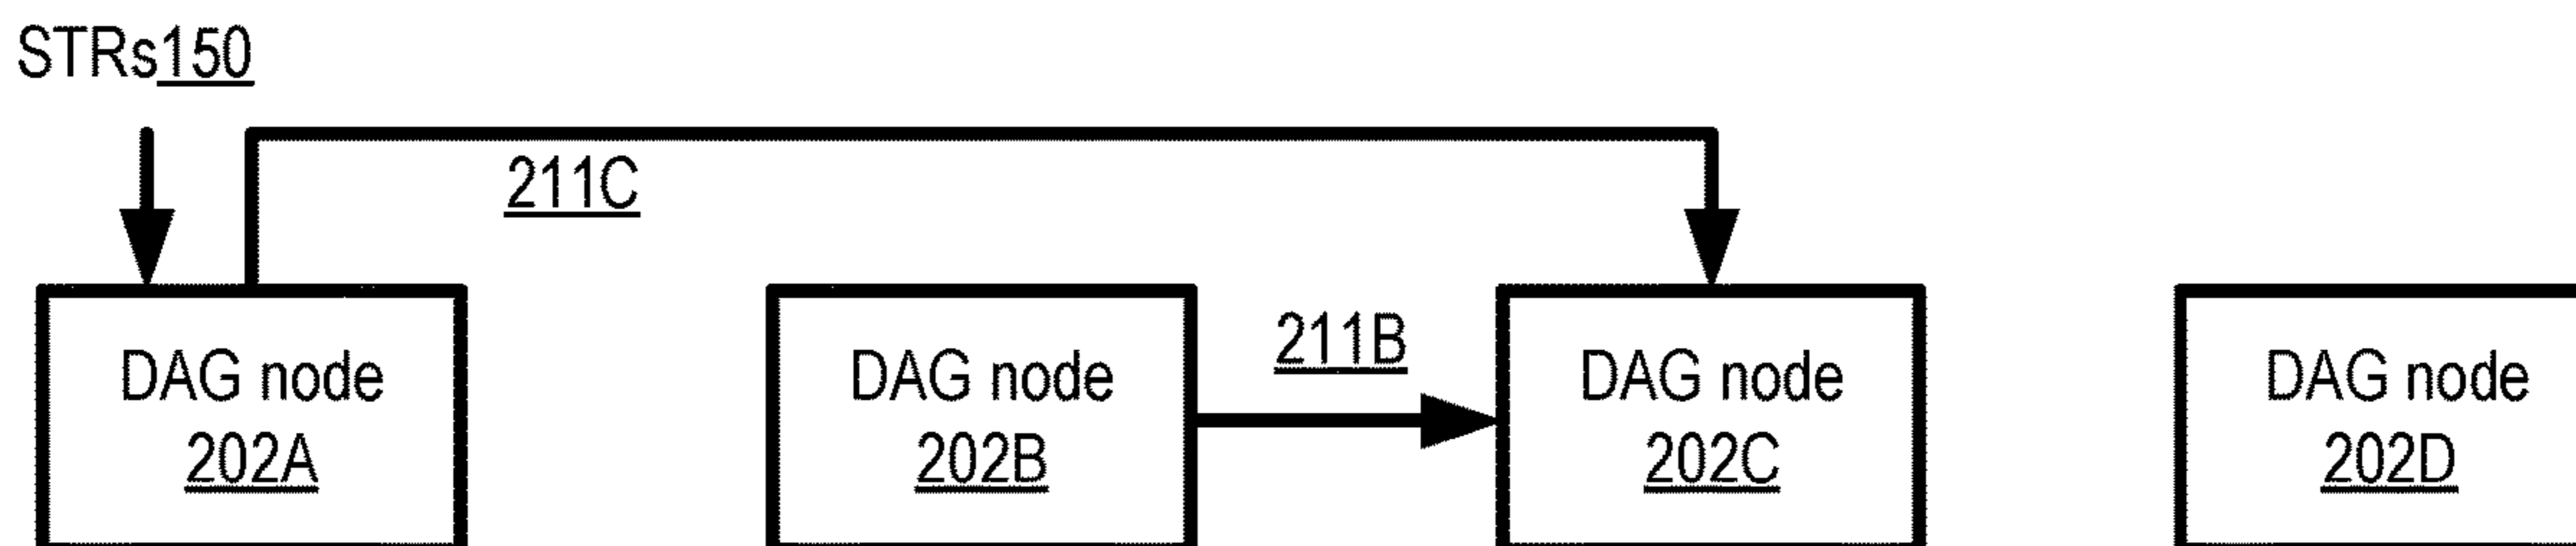 STRs150
211C
211B
DAG node
202A
DAG node
202B
DAG node
202C
DAG node
202D